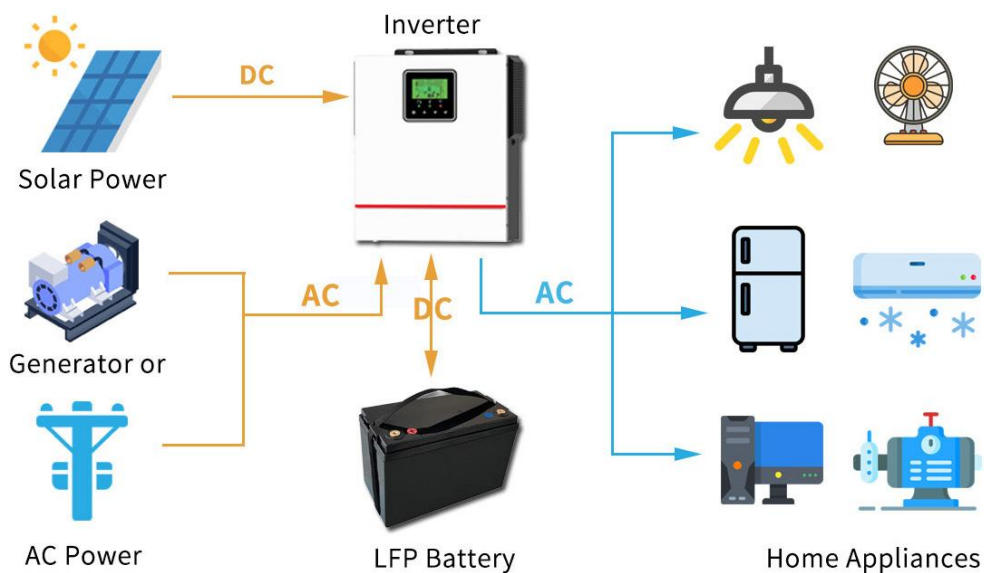 Inverter
DC
Solar Power
AC
DC
AC
Generator or
AC Power
LFP Battery
Home Appliances